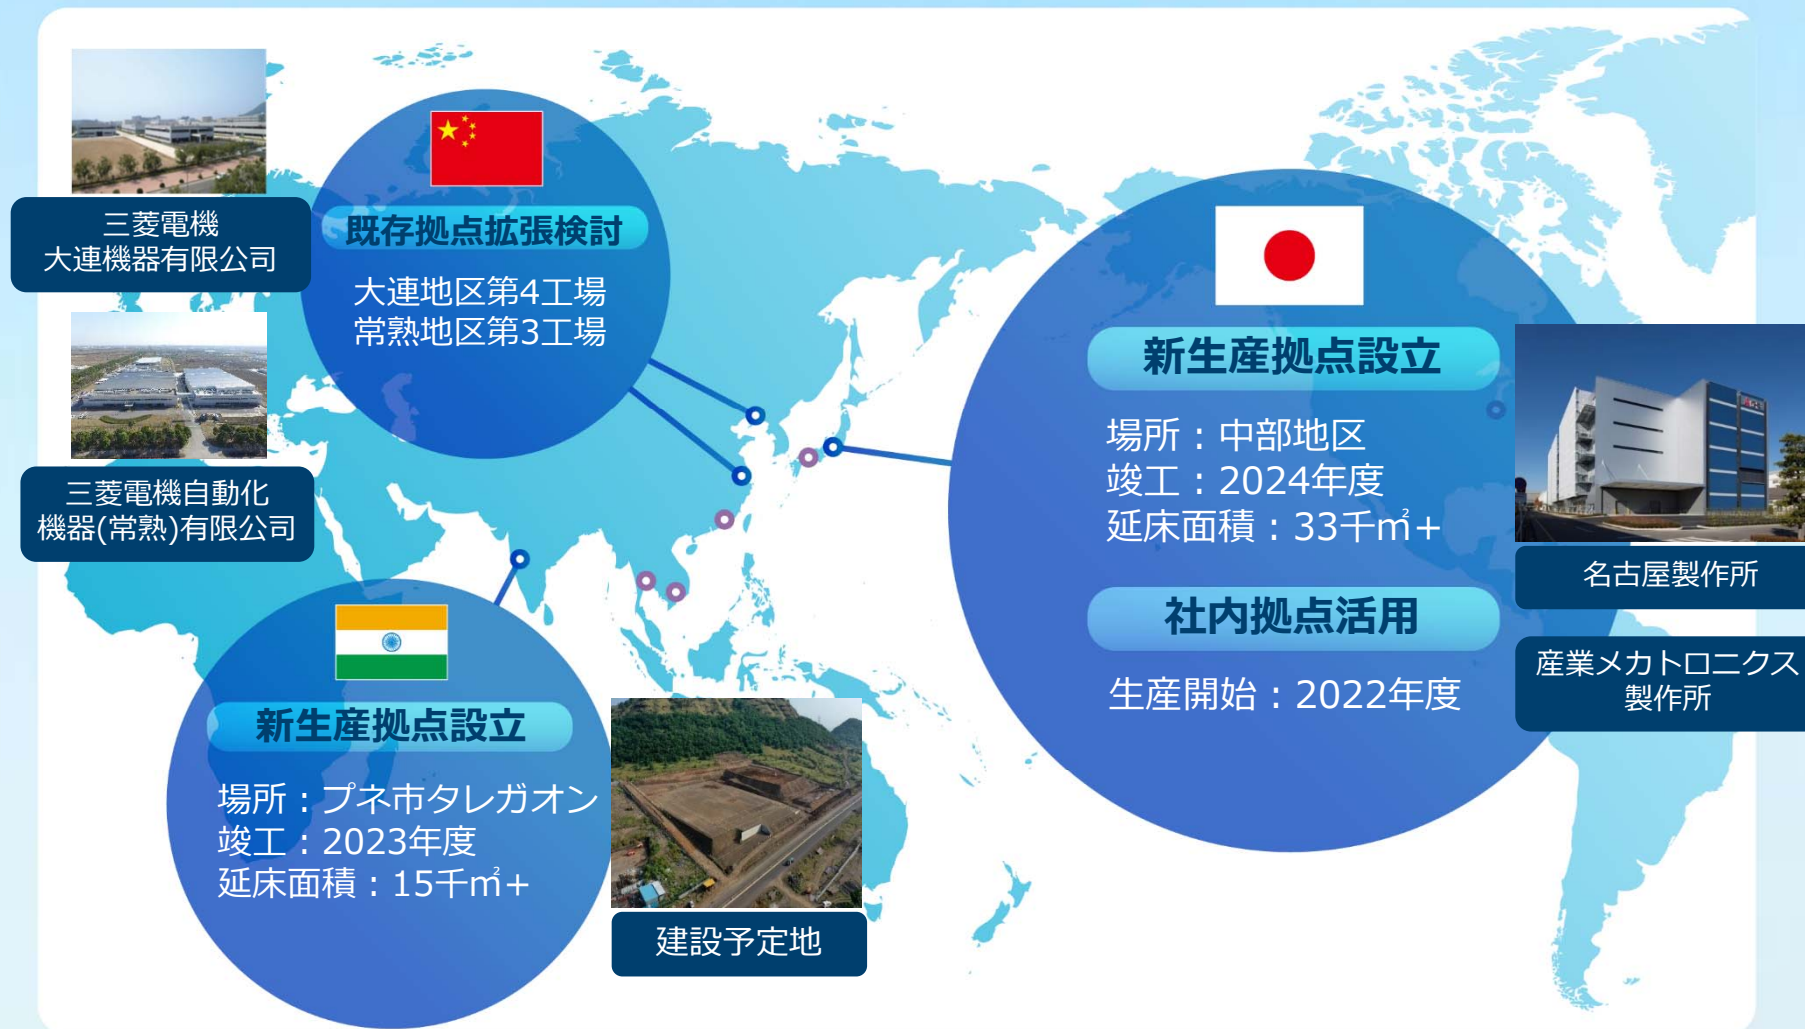 三菱電機
大連機器有限公司
三菱電機自動化
機器(常熟)有限公司
既存拠点拡張検討
大連地区第4工場
常熟地区第3工場
新生産拠点設立
場所：プネ市タレガオン
竣工：2023年度
延床面積：15千㎡+
建設予定地
新生産拠点設立
場所：中部地区
竣工：2024年度
延床面積：33千㎡+
社内拠点活用
生産開始：2022年度
名古屋製作所
産業メカトロニクス
製作所